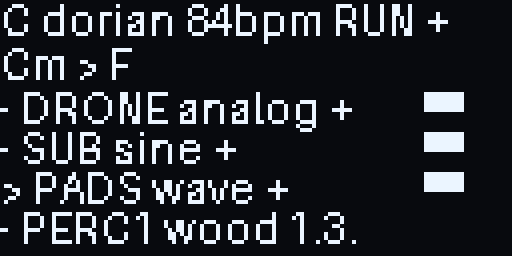 C dorian 84bpm RUN +
Cm > F
- DRONE analog +
- SUB sine +
> PADS wave +
- PERC1 wood 1.3.